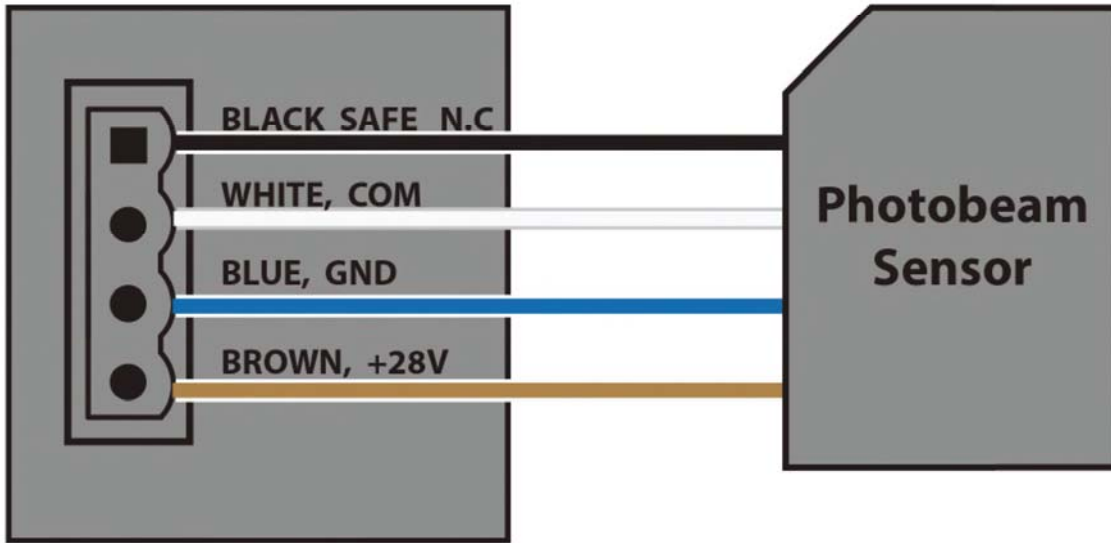 BLACK SAFE N.C
WHITE, COM
BLUE, GND
BROWN, +28V
Photobeam
Sensor